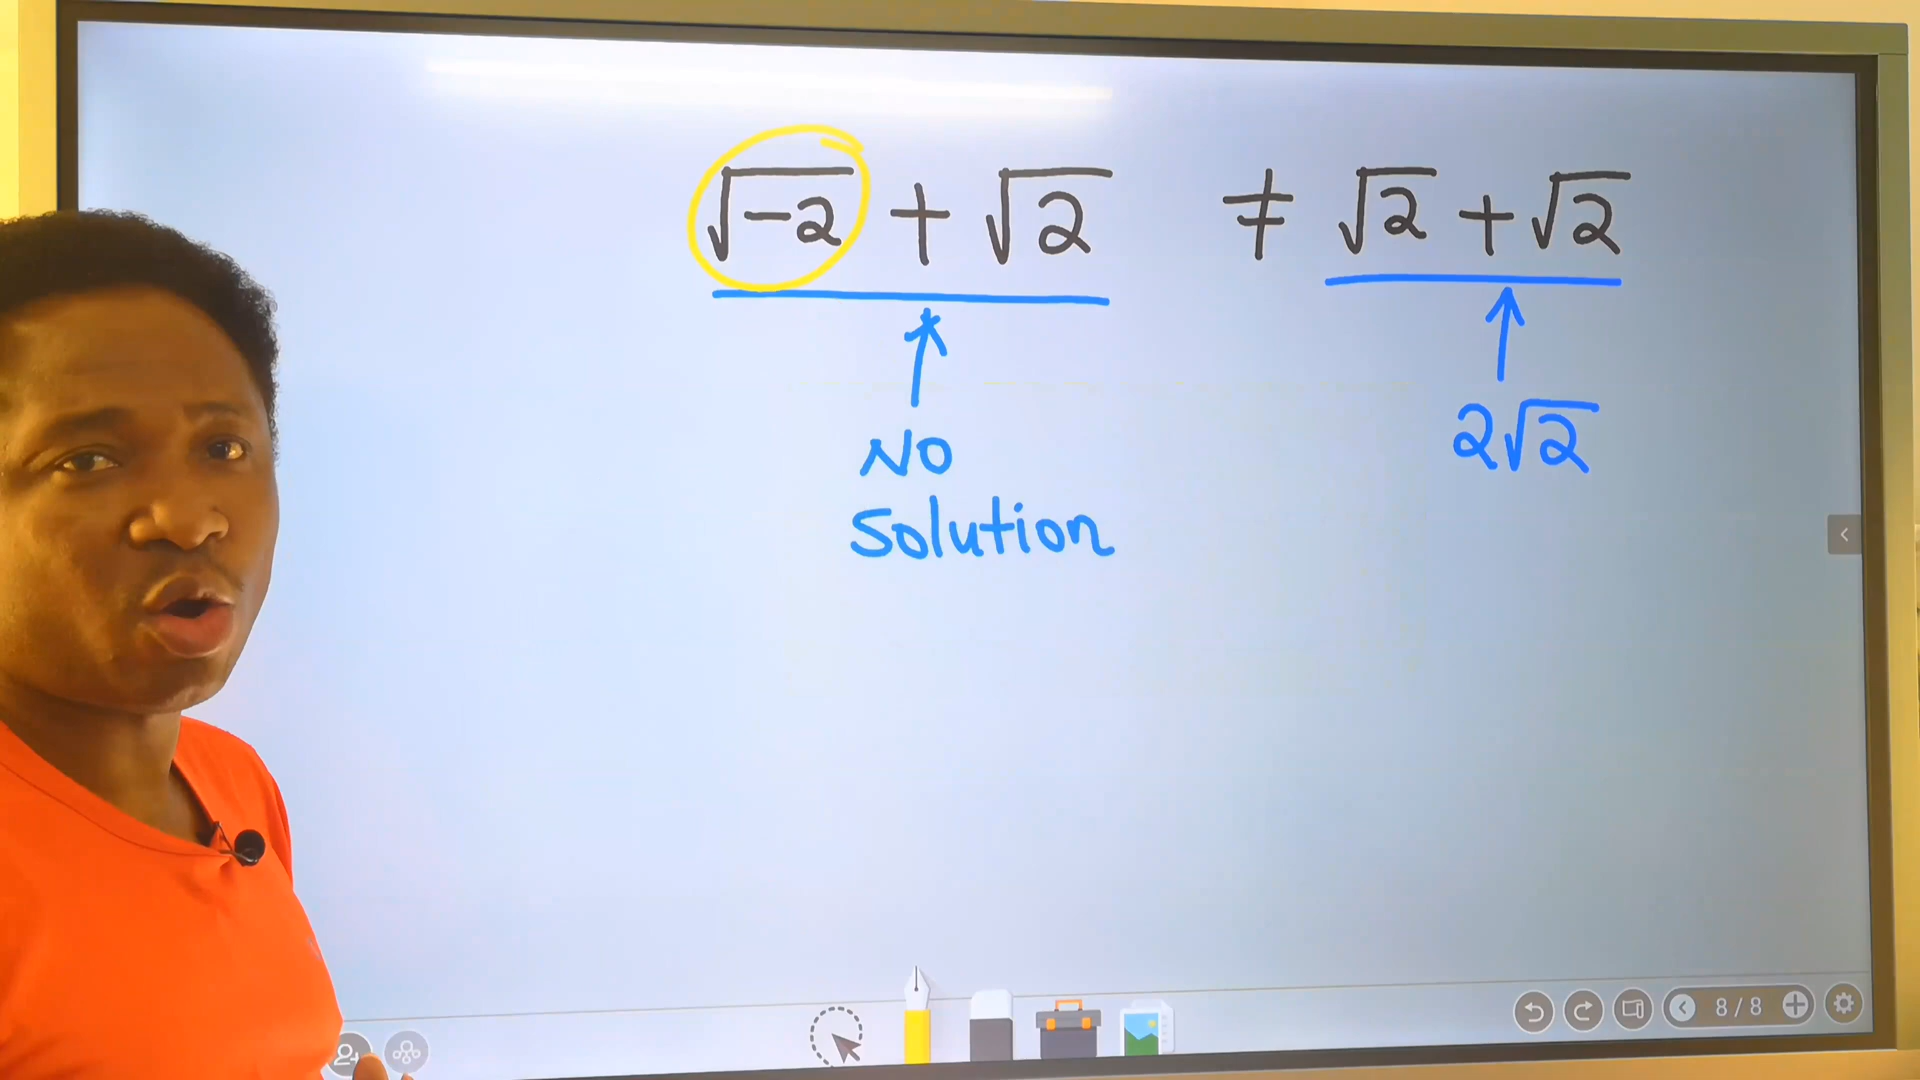 √-2 + √2 ≠ √2 + √2
No
Solution
2√2
8/8